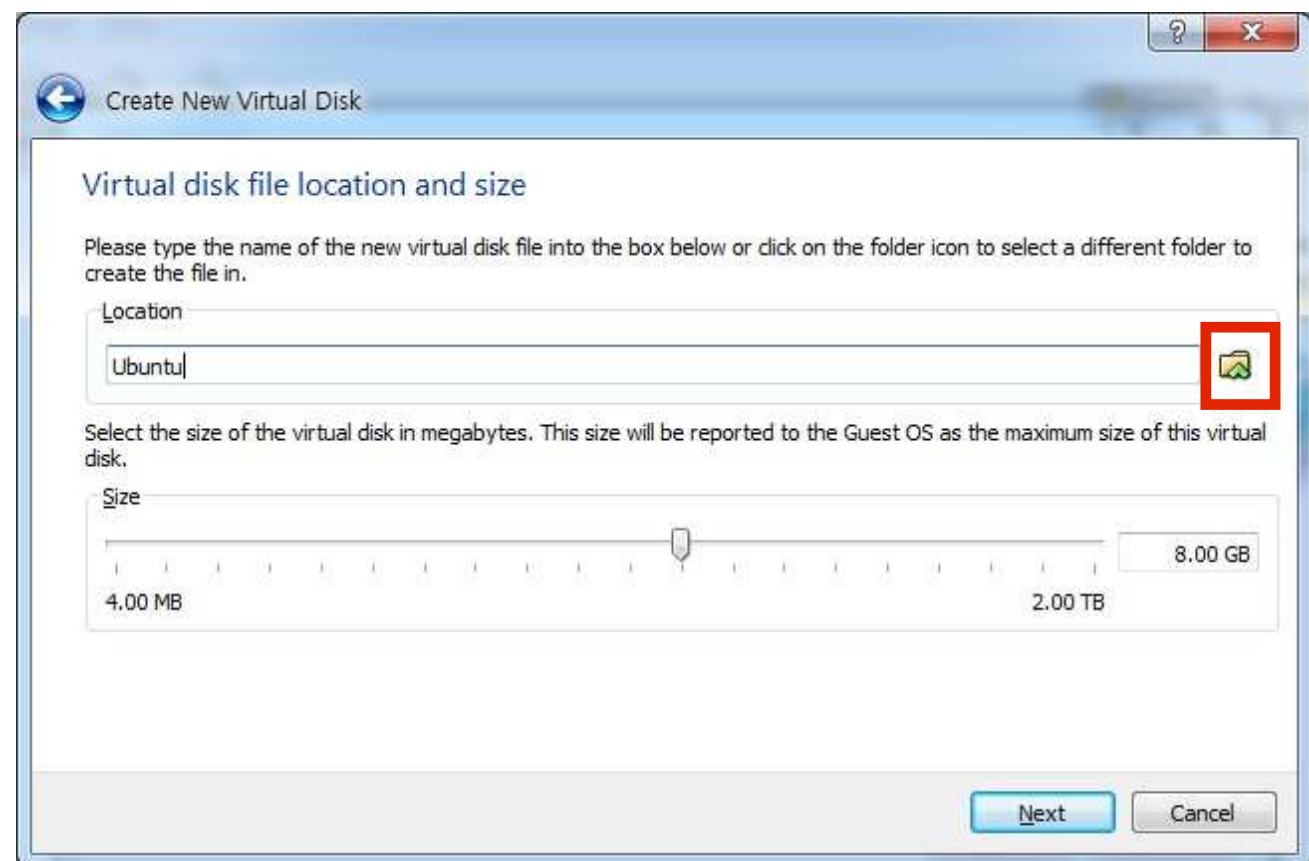 Create New Virtual Disk
Virtual disk file location and size
Please type the name of the new virtual disk file into the box below or click on the folder icon to select a different folder to
create the file in.
Location
Ubuntu
Select the size of the virtual disk in megabytes. This size will be reported to the Guest OS as the maximum size of this virtual
disk.
Size
8.00 GB
4.00 MB 2.00 TB
Next Cancel